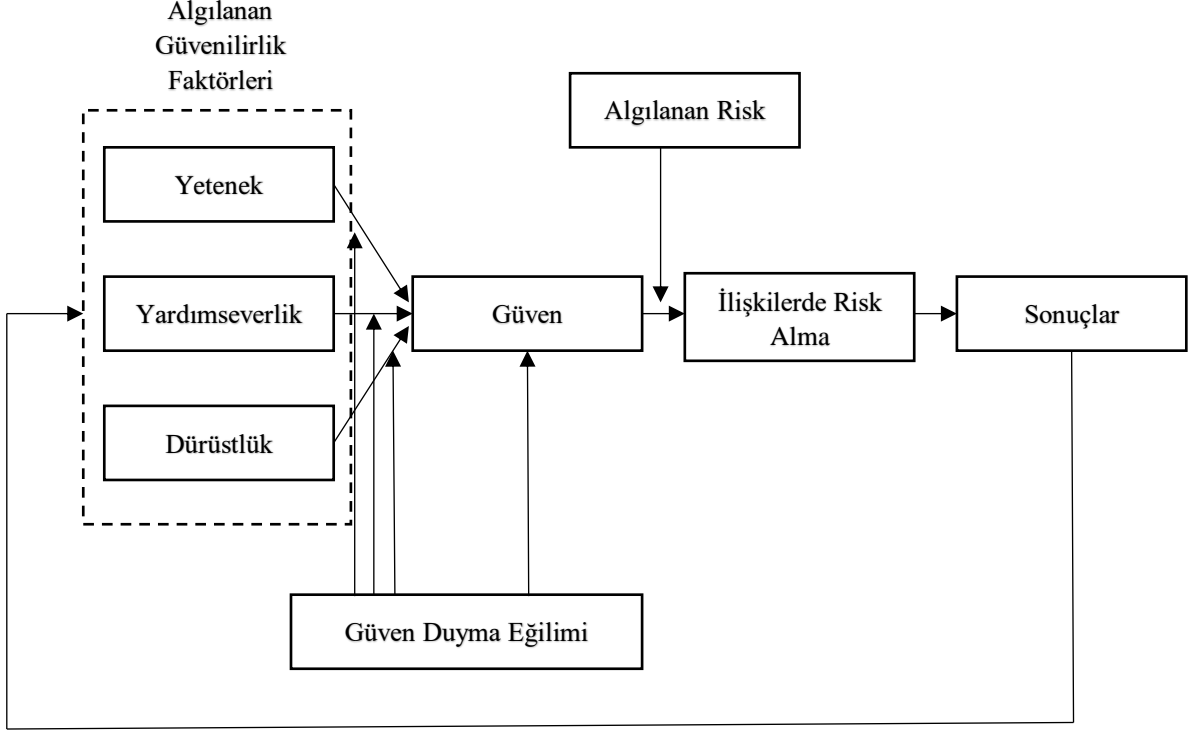 Algılanan
Güvenilirlik
Faktörleri
Algılanan Risk
Yetenek
Yardımseverlik
Güven
İlişkilerde Risk
Alma
Sonuçlar
Dürüstlük
Güven Duyma Eğilimi